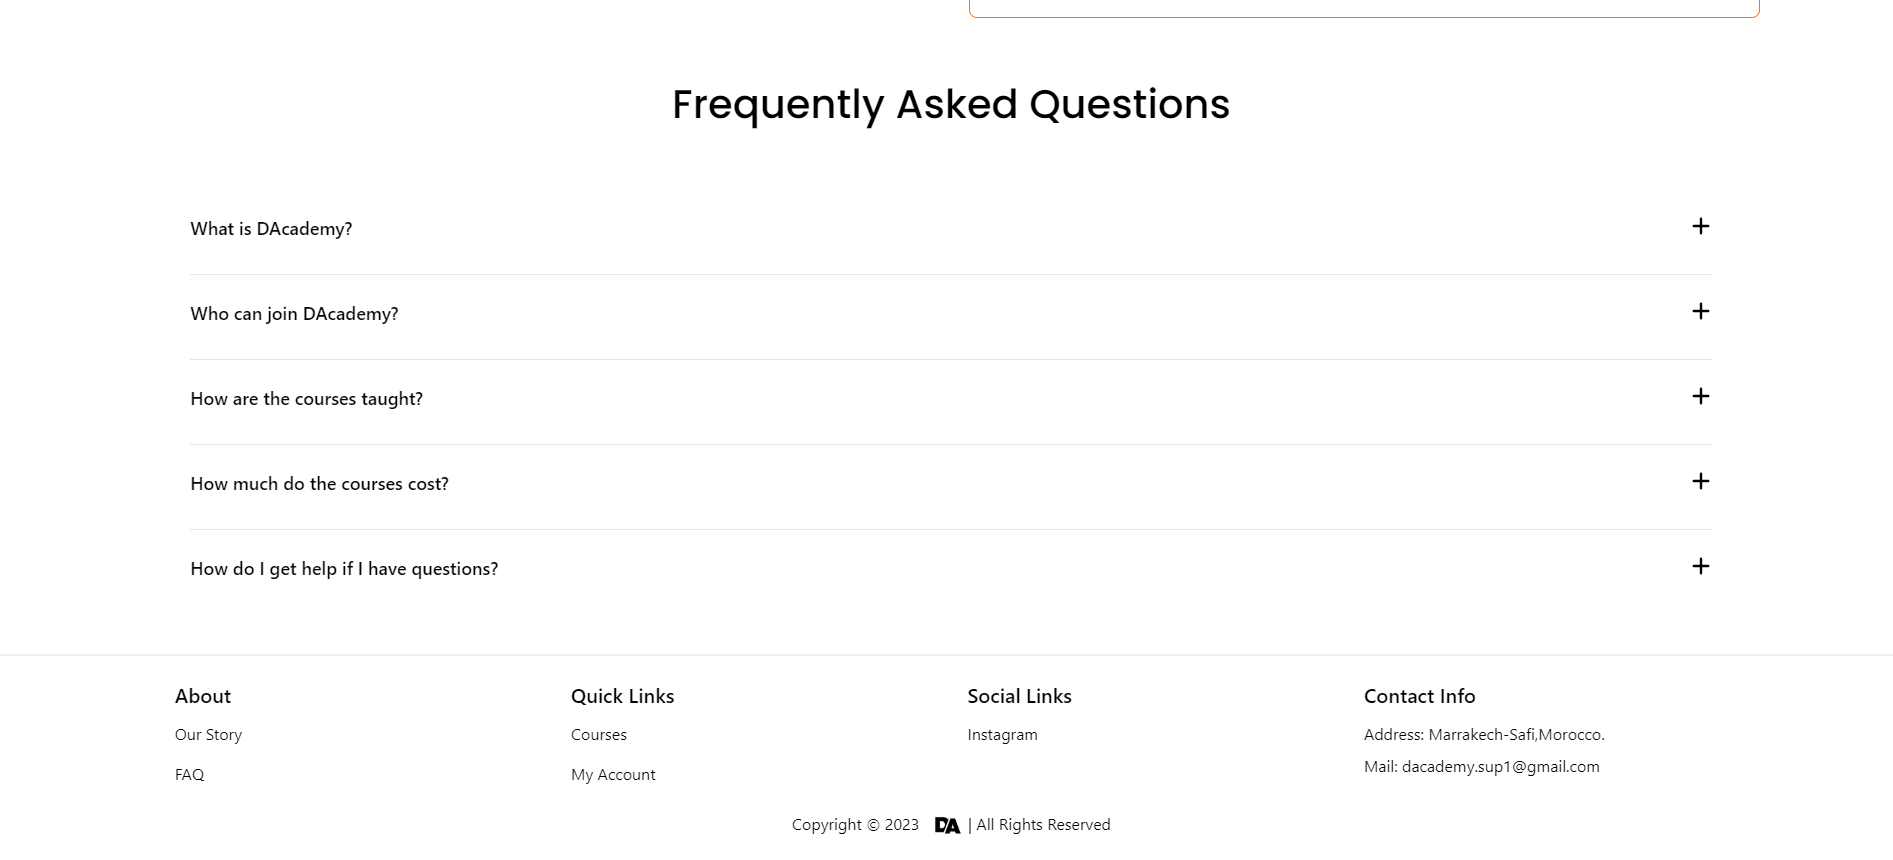 Frequently Asked Questions
What is DAcademy?
Who can join DAcademy?
How are the courses taught?
How much do the courses cost?
How do I get help if I have questions?
About
Our Story
FAQ
Quick Links
Courses
My Account
Social Links
Instagram
Contact Info
Address: Marrakech-Safi,Morocco.
Mail: dacademy.sup1@gmail.com
Copyright © 2023 DA | All Rights Reserved